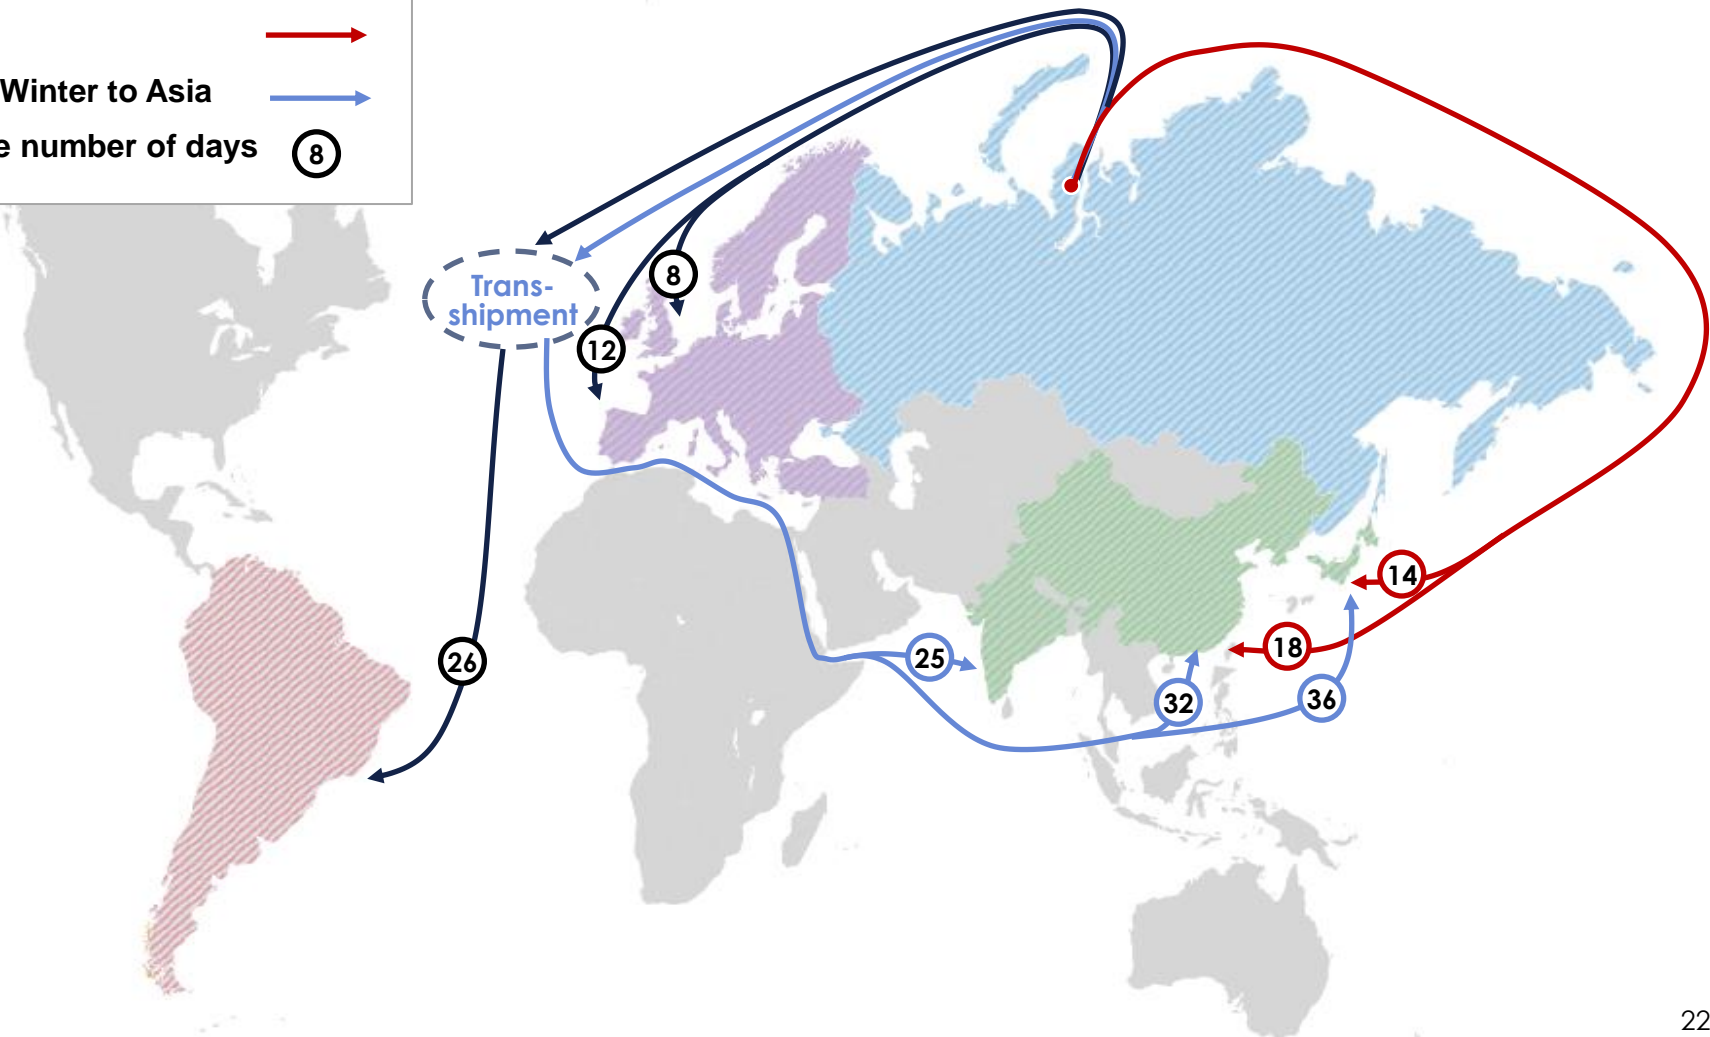 Winter to Asia
number of days
8
Trans-
shipment
8
12
26
14
18
25
32
36
22